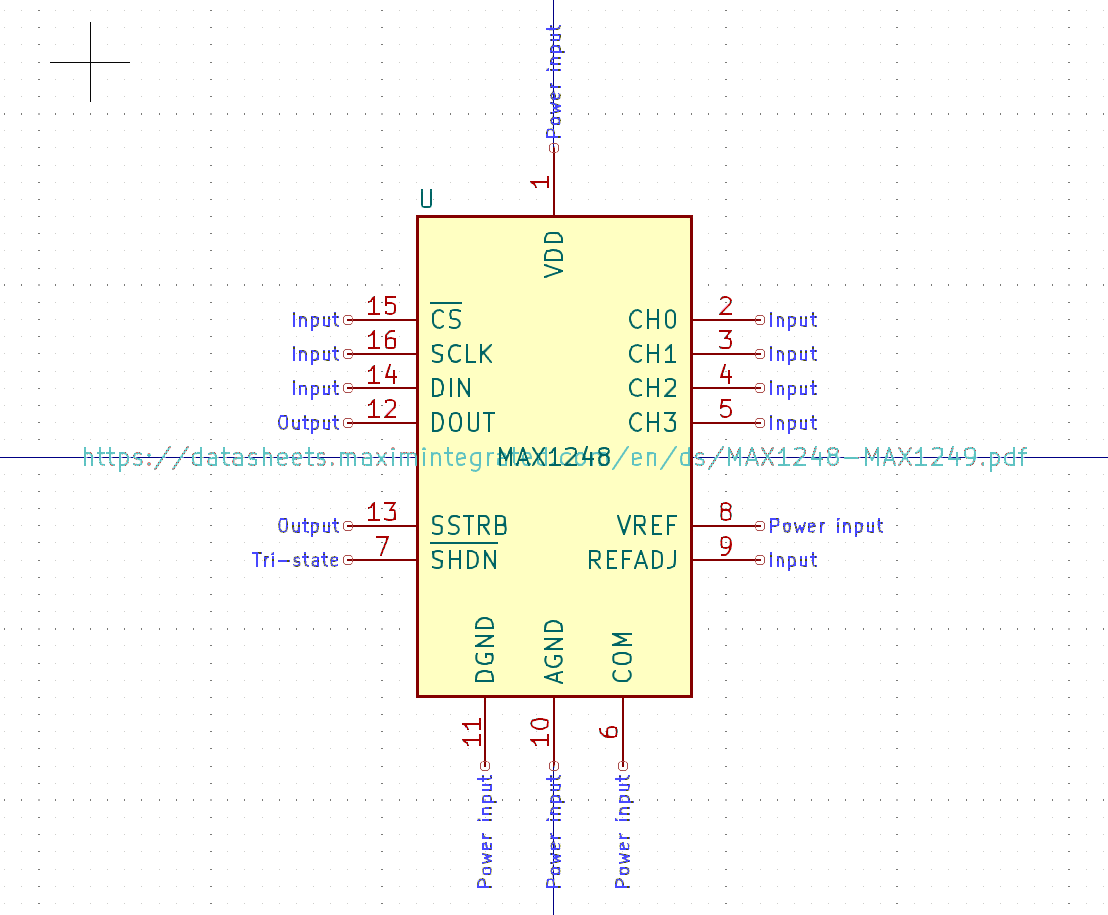 Power input
1
U
VDD
Input 15 CS CH0 2 Input
Input 16 SCLK CH1 3 Input
Input 14 DIN CH2 4 Input
Output 12 DOUT CH3 5 Input
https://datasheets.maximintegrated.com/en/ds/MAX1248-MAX1249.pdf
MAX1248
Output 13 SSTRB VREF 8 Power input
Tri-state 7 SHDN REFADJ 9 Input
DGND AGND COM
11 10 6
Power input Power input Power input